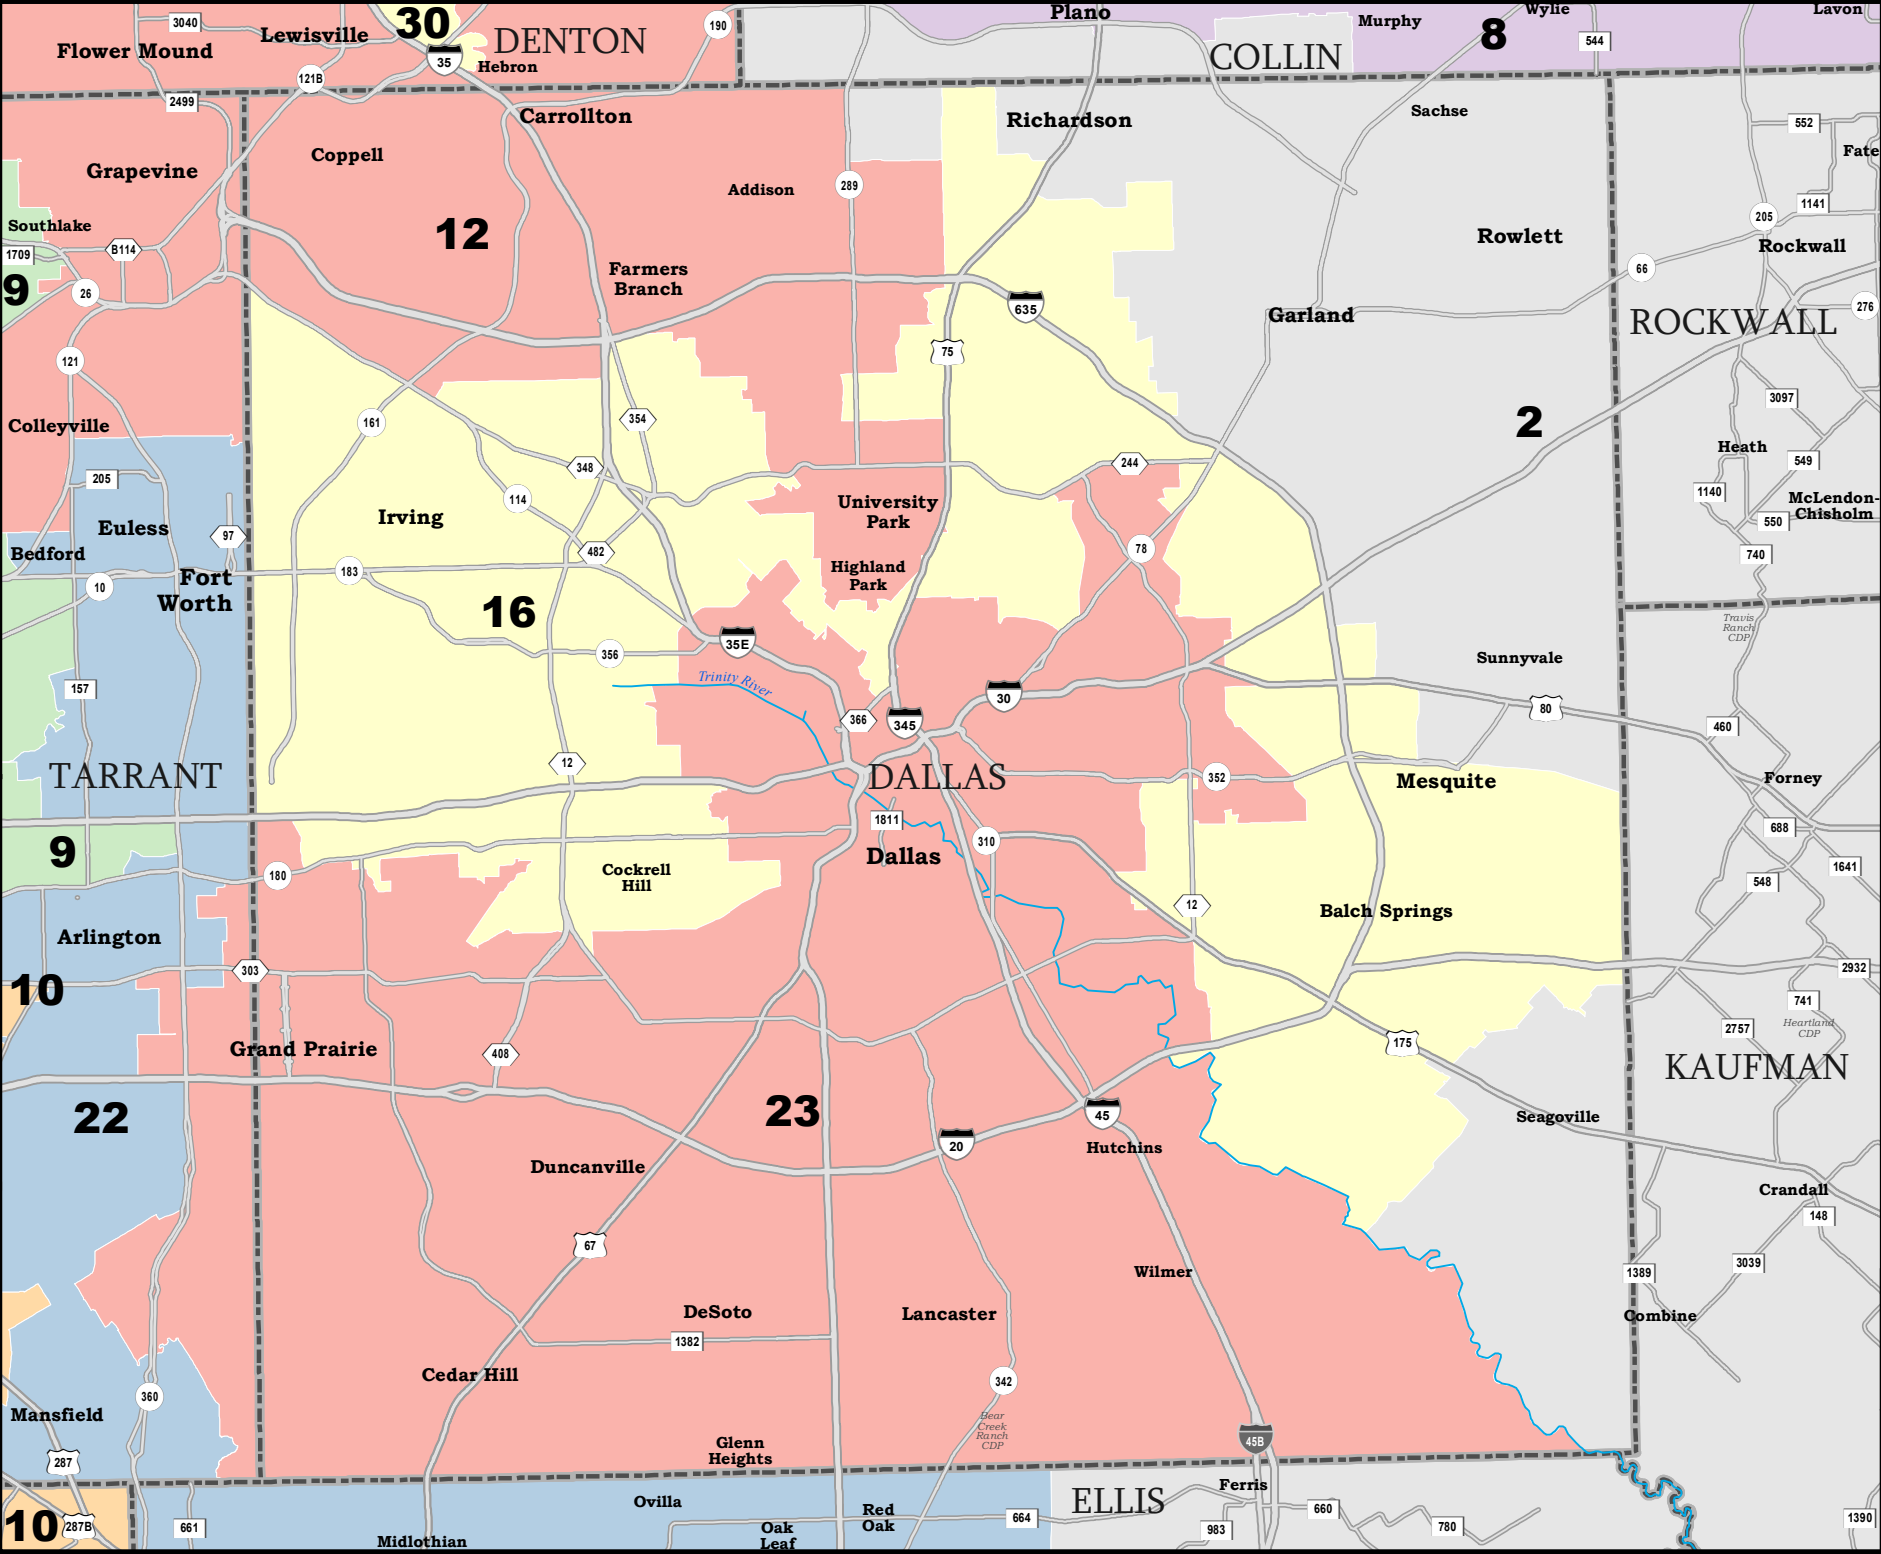 3040
Flower Mound
Lewisville
30
DENTON
190
Plano
COLLIN
Murphy
8
Wylie
544
Lavon
35
Hebron
121B
2499
Carrollton
Richardson
Sachse
552
Coppell
Fate
Grapevine
12
Addison
289
1141
205
Southlake
1709
B114
Rowlett
Rockwall
66
9
26
Farmers
Branch
635
Garland
276
ROCKWALL
75
121
161
354
3097
Colleyville
2
Heath
549
348
244
205
114
1140
McLendon-
Chisholm
550
Euless
97
Irving
University
Park
740
Bedford
482
78
10
Fort
Worth
183
Highland
Park
16
Travis
Ranch
CDP
356
35E
Sunnyvale
157
Trinity River
366
345
30
80
460
TARRANT
12
DALLAS
352
Mesquite
Forney
9
1811
310
688
Dallas
1641
180
Cockrell
Hill
548
12
Balch Springs
Arlington
303
2932
10
741
Heartland
CDP
2757
Grand Prairie
408
175
KAUFMAN
22
23
45
20
Seagoville
Hutchins
Duncanville
Crandall
148
67
Wilmer
1389
3039
DeSoto
Lancaster
Combine
1382
Cedar Hill
342
360
Mansfield
Bear
Creek
Ranch
CDP
Glenn
Heights
45B
287
Ferris
ELLIS
Ovilla
660
10
287B
661
Oak
Leaf
Red
Oak
664
983
780
1390
Midlothian